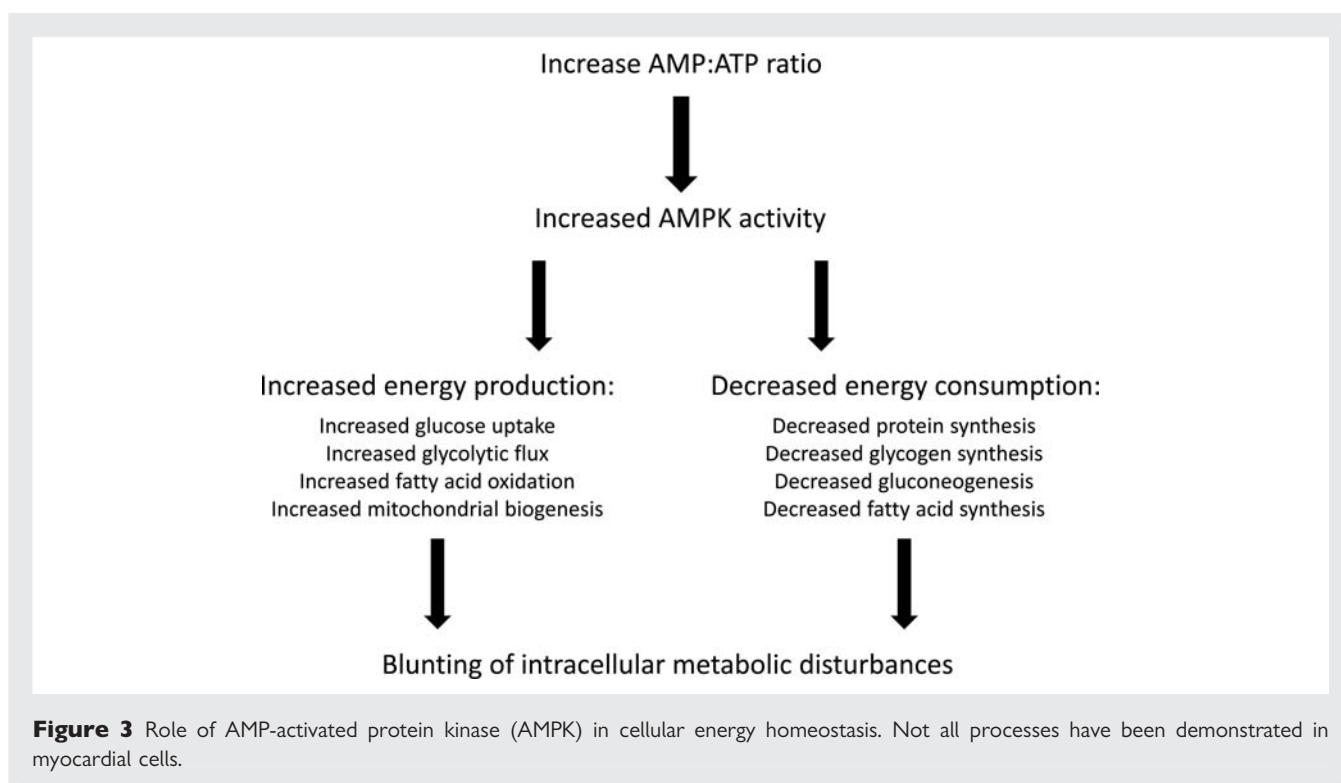 Increase AMP:ATP ratio
Increased AMPK activity
Increased energy production:
Increased glucose uptake
Increased glycolytic flux
Increased fatty acid oxidation
Increased mitochondrial biogenesis
Decreased energy consumption:
Decreased protein synthesis
Decreased glycogen synthesis
Decreased gluconeogenesis
Decreased fatty acid synthesis
Blunting of intracellular metabolic disturbances
Figure 3 Role of AMP-activated protein kinase (AMPK) in cellular energy homeostasis. Not all processes have been demonstrated in
myocardial cells.